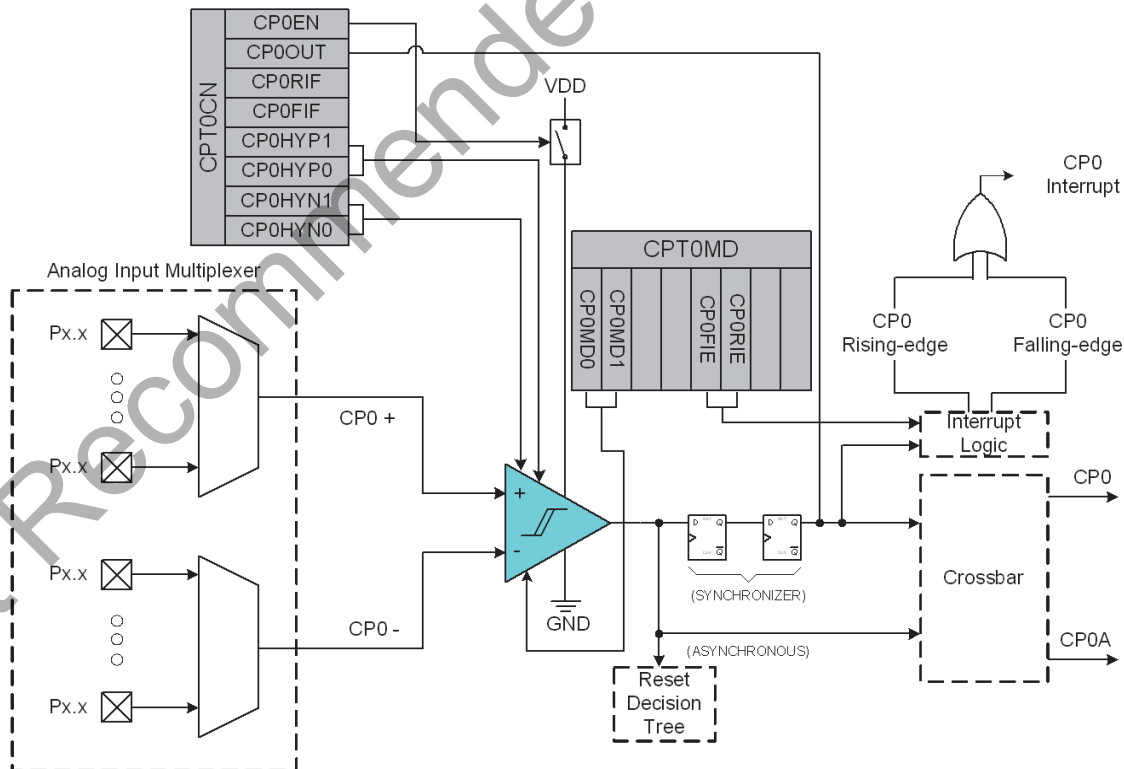 CPT0CN
CP0EN
CP0OUT
CP0RIF
CP0FIF
CP0HYP1
CP0HYP0
CP0HYN1
CP0HYN0
VDD
CP0
Interrupt
CPT0MD
CP0MD0
CP0MD1
CP0FIE
CP0RIE
CP0
Rising-edge
CP0
Falling-edge
Interrupt
Logic
Analog Input Multiplexer
Px.x
Px.x
Px.x
Px.x
CP0 +
CP0 -
+
-
GND
D
Q
Q
D
Q
Q
(SYNCHRONIZER)
(ASYNCHRONOUS)
Reset
Decision
Tree
Crossbar
CP0
CP0A
Recommende